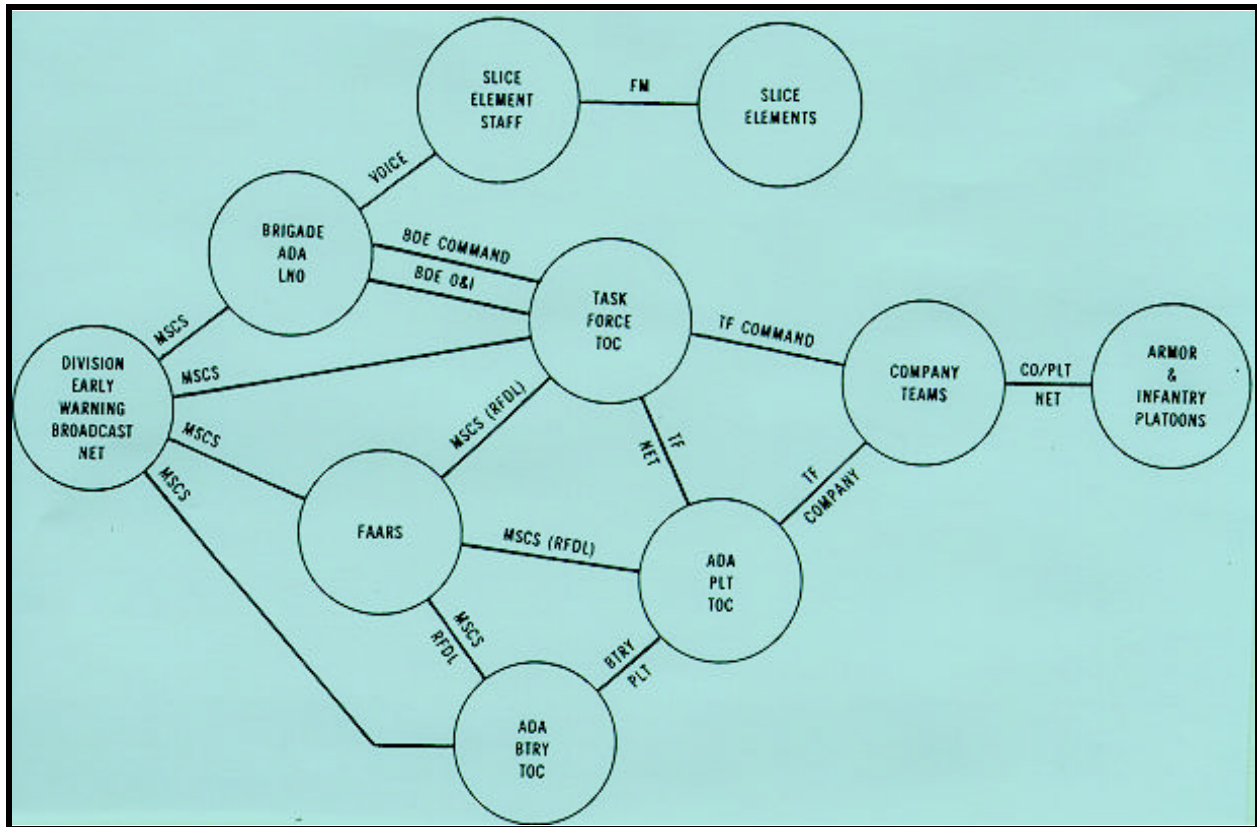 SLICE
ELEMENT
STAFF
FM
SLICE
ELEMENTS
VOICE
BRIGADE
ADA
LNO
BDE COMMAND
BDE O&I
TASK
FORCE
TOC
MSCS
DIVISION
EARLY
WARNING
BROADCAST
NET
MSCS
MSCS
MSCS
MSCS (RFDL)
TF COMMAND
COMPANY
TEAMS
CO/PLT
NET
ARMOR
&
INFANTRY
PLATOONS
TF
NET
TF
COMPANY
FAARS
MSCS (RFDL)
ADA
PLT
TOC
MSCS
RFDL
BTRY
PLT
ADA
BTRY
TOC